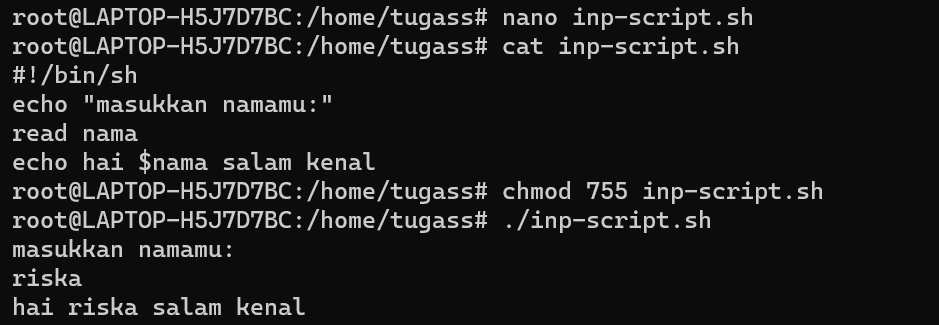 root@LAPTOP-H5J7D7BC:/home/tugass# nano inp-script.sh
root@LAPTOP-H5J7D7BC:/home/tugass# cat inp-script.sh
#!/bin/sh
echo "masukkan namamu:"
read nama
echo hai $nama salam kenal
root@LAPTOP-H5J7D7BC:/home/tugass# chmod 755 inp-script.sh
root@LAPTOP-H5J7D7BC:/home/tugass# ./inp-script.sh
masukkan namamu:
riska
hai riska salam kenal